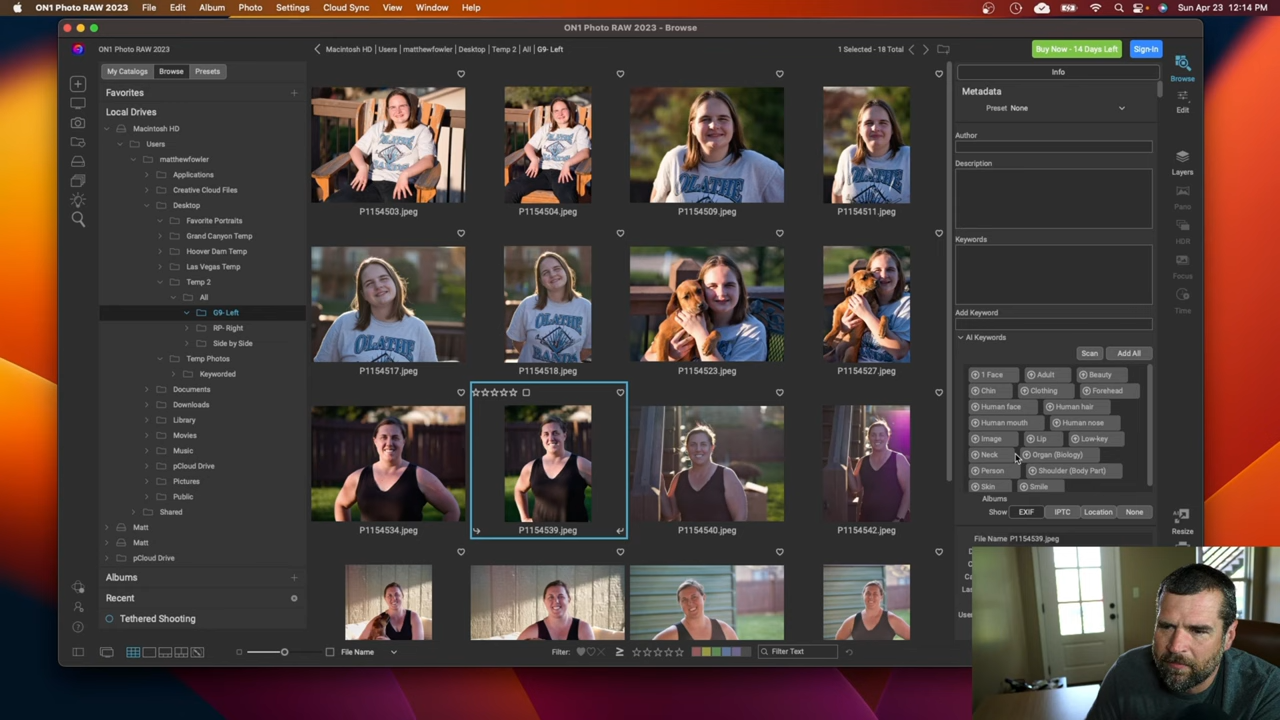 ON1 Photo RAW 2023 File Edit Album Photo Settings Cloud Sync View Window Help Sun Apr 23 12:14 PM
ON1 Photo RAW 2023 - Browse
ON1 Photo RAW 2023
Macintosh HD | Users | matthewfowler | Desktop | Temp 2 | All | G9- Left
1 Selected - 18 Total
Buy Now - 14 Days Left
Sign-In
My Catalogs Browse Presets
Favorites
Local Drives
Macintosh HD
Users
matthewfowler
Applications
Creative Cloud Files
Desktop
Favorite Portraits
Grand Canyon Temp
Hoover Dam Temp
Las Vegas Temp
Temp 2
All
G9- Left
RP- Right
Side by Side
Temp Photos
Keyworded
Documents
Downloads
Library
Movies
Music
pCloud Drive
Pictures
Public
Shared
Matt
Matt
pCloud Drive
Albums
Recent
Tethered Shooting
P1154503.jpeg P1154504.jpeg P1154509.jpeg P1154511.jpeg
P1154517.jpeg P1154518.jpeg P1154523.jpeg P1154527.jpeg
P1154534.jpeg P1154539.jpeg P1154540.jpeg P1154542.jpeg
File Name
Filter:
Filter Text
Info
Metadata
Preset None
Author
Description
Keywords
Add Keyword
AI Keywords
Scan Add All
1 Face Adult Beauty
Chin Clothing Forehead
Human face Human hair
Human mouth Human nose
Image Lip Low-key
Neck Organ (Biology)
Person Shoulder (Body Part)
Skin Smile
Albums
Show EXIF IPTC Location None
File Name P1154539.jpeg
Browse
Edit
Layers
Pano
HDR
Focus
Time
Resize
OLATHE
OLATHE